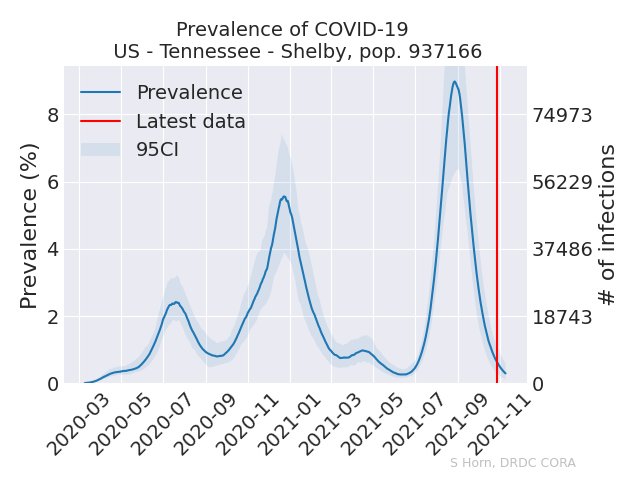 Prevalence of COVID-19
US - Tennessee - Shelby, pop. 937166
Prevalence
Latest data
95CI
Prevalence (%)
8
6
4
2
0
74973
56229
37486
18743
0
# of infections
2020-03
2020-05
2020-07
2020-09
2020-11
2021-01
2021-03
2021-05
2021-07
2021-09
2021-11
S Horn, DRDC CORA